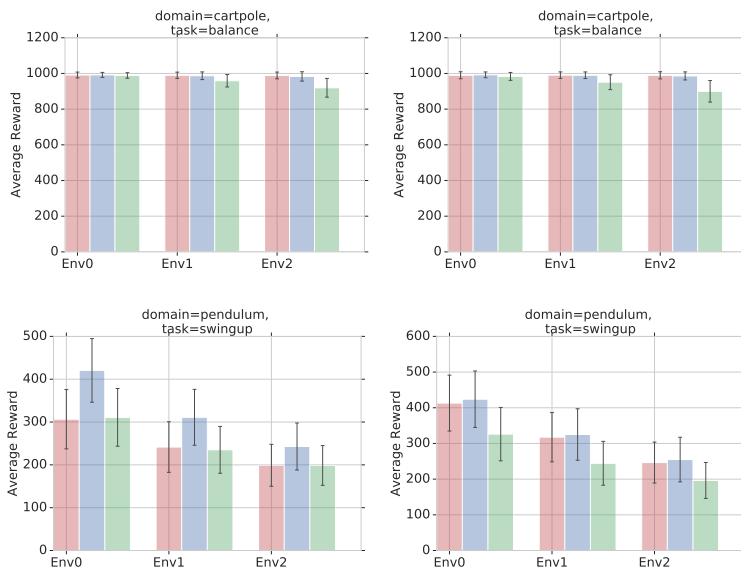 domain=cartpole,
task=balance
1200
1000
800
600
400
200
0
Average Reward
Env0 Env1 Env2
domain=cartpole,
task=balance
1200
1000
800
600
400
200
0
Average Reward
Env0 Env1 Env2
domain=pendulum,
task=swingup
500
400
300
200
100
0
Average Reward
Env0 Env1 Env2
domain=pendulum,
task=swingup
600
500
400
300
200
100
0
Average Reward
Env0 Env1 Env2